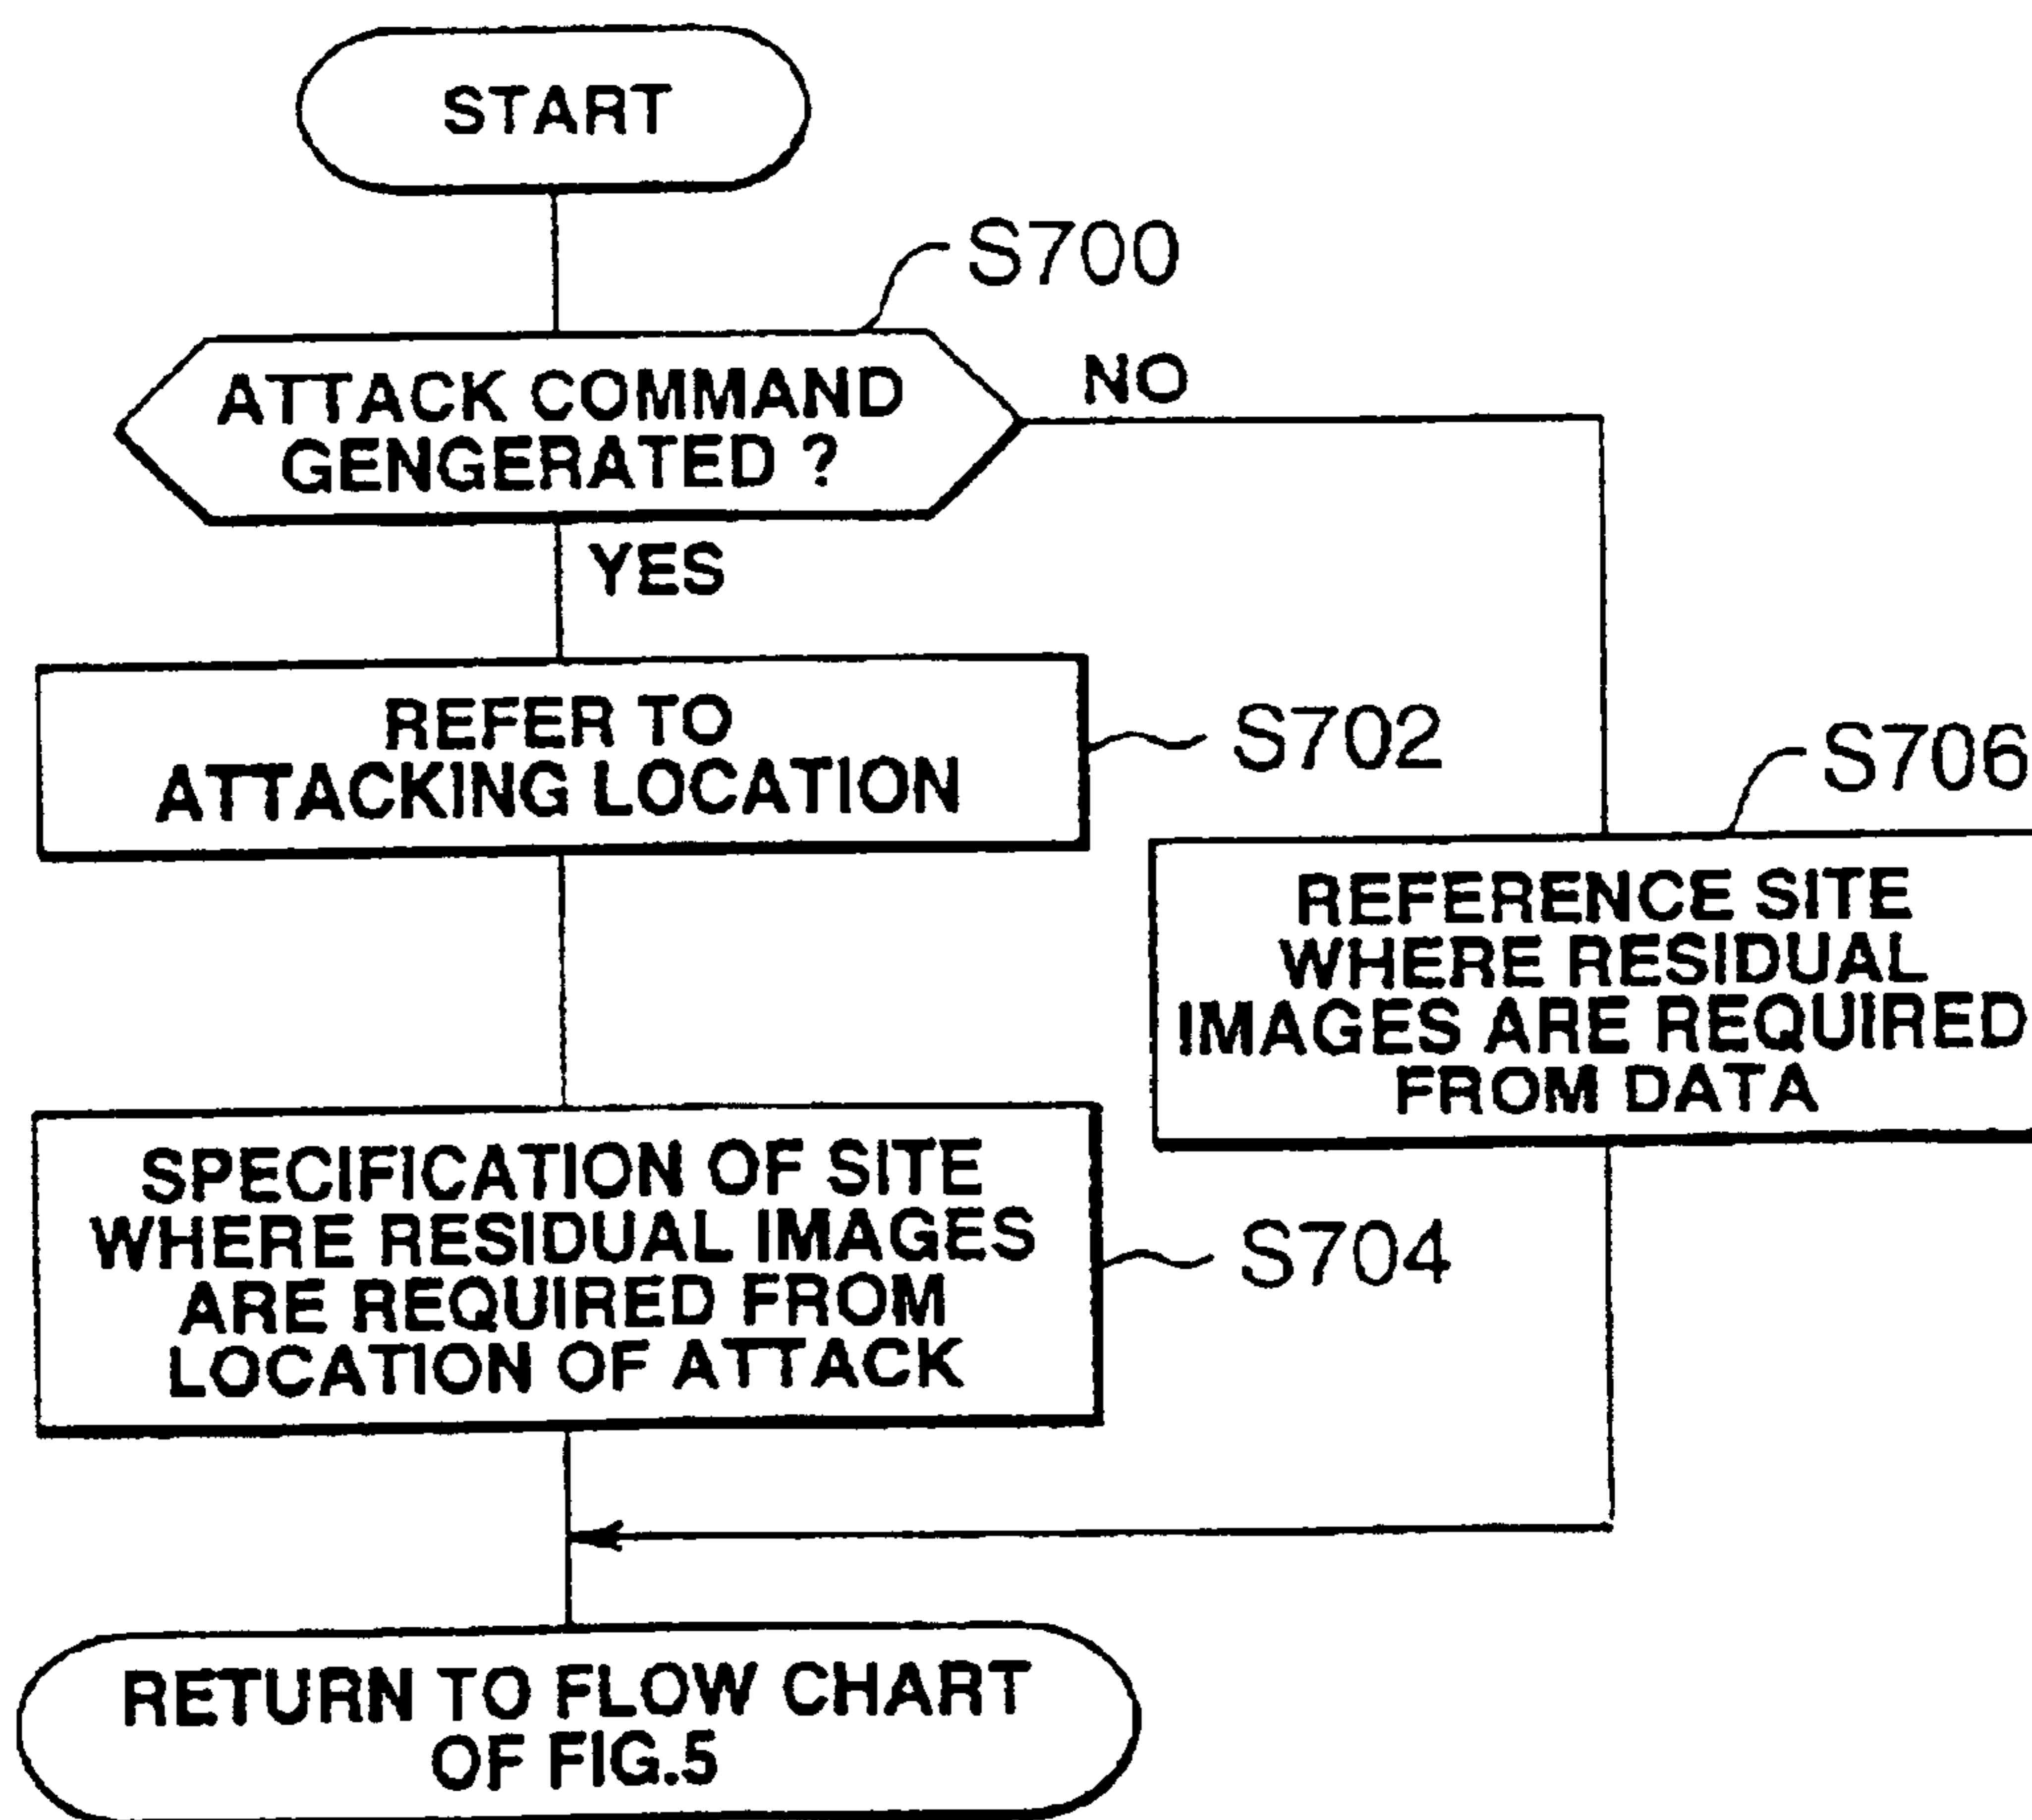 START
S700
ATTACK COMMAND
GENGERATED ?
NO
YES
REFER TO
ATTACKING LOCATION
S702
S706
REFERENCE SITE
WHERE RESIDUAL
IMAGES ARE REQUIRED
FROM DATA
SPECIFICATION OF SITE
WHERE RESIDUAL IMAGES
ARE REQUIRED FROM
LOCATION OF ATTACK
S704
RETURN TO FLOW CHART
OF FIG.5